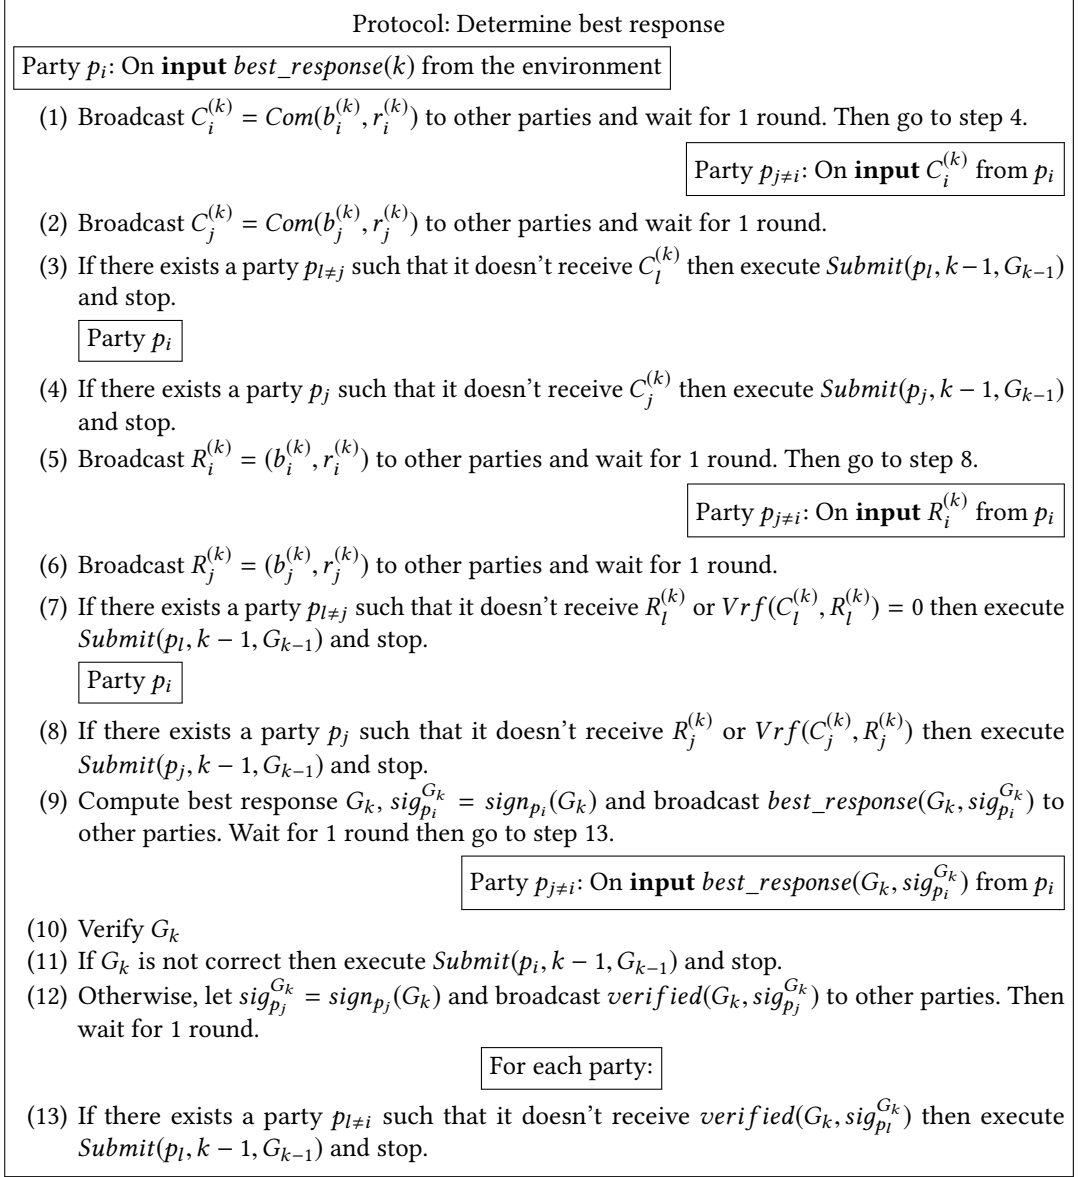 Protocol: Determine best response
Party $p_i$: On **input** $best\_response(k)$ from the environment
(1) Broadcast $C_i^{(k)} = Com(b_i^{(k)}, r_i^{(k)})$ to other parties and wait for 1 round. Then go to step 4.
Party $p_{j \neq i}$: On **input** $C_i^{(k)}$ from $p_i$
(2) Broadcast $C_j^{(k)} = Com(b_j^{(k)}, r_j^{(k)})$ to other parties and wait for 1 round.
(3) If there exists a party $p_{l \neq j}$ such that it doesn't receive $C_l^{(k)}$ then execute $Submit(p_l, k-1, G_{k-1})$
and stop.
Party $p_i$
(4) If there exists a party $p_j$ such that it doesn't receive $C_j^{(k)}$ then execute $Submit(p_j, k-1, G_{k-1})$
and stop.
(5) Broadcast $R_i^{(k)} = (b_i^{(k)}, r_i^{(k)})$ to other parties and wait for 1 round. Then go to step 8.
Party $p_{j \neq i}$: On **input** $R_i^{(k)}$ from $p_i$
(6) Broadcast $R_j^{(k)} = (b_j^{(k)}, r_j^{(k)})$ to other parties and wait for 1 round.
(7) If there exists a party $p_{l \neq j}$ such that it doesn't receive $R_l^{(k)}$ or $Vrf(C_l^{(k)}, R_l^{(k)}) = 0$ then execute
$Submit(p_l, k-1, G_{k-1})$ and stop.
Party $p_i$
(8) If there exists a party $p_j$ such that it doesn't receive $R_j^{(k)}$ or $Vrf(C_j^{(k)}, R_j^{(k)})$ then execute
$Submit(p_j, k-1, G_{k-1})$ and stop.
(9) Compute best response $G_k$, $sig_{p_i}^{G_k} = sign_{p_i}(G_k)$ and broadcast $best\_response(G_k, sig_{p_i}^{G_k})$ to
other parties. Wait for 1 round then go to step 13.
Party $p_{j \neq i}$: On **input** $best\_response(G_k, sig_{p_i}^{G_k})$ from $p_i$
(10) Verify $G_k$
(11) If $G_k$ is not correct then execute $Submit(p_i, k-1, G_{k-1})$ and stop.
(12) Otherwise, let $sig_{p_j}^{G_k} = sign_{p_j}(G_k)$ and broadcast $verified(G_k, sig_{p_j}^{G_k})$ to other parties. Then
wait for 1 round.
For each party:
(13) If there exists a party $p_{l \neq i}$ such that it doesn't receive $verified(G_k, sig_{p_l}^{G_k})$ then execute
$Submit(p_l, k-1, G_{k-1})$ and stop.